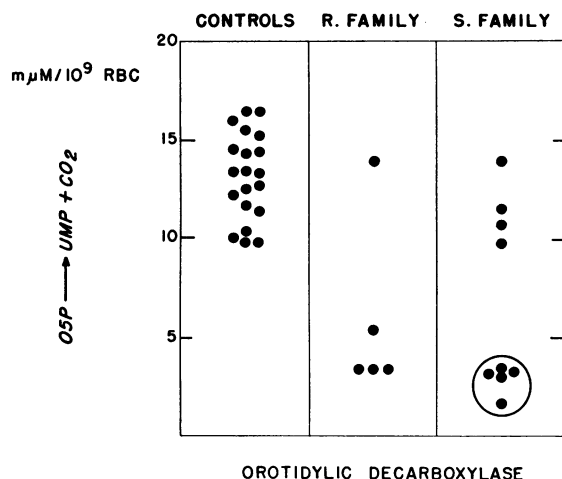 CONTROLS R. FAMILY S. FAMILY
20
mµM/10⁹ RBC
15
10
5
O5P → UMP + CO₂
OROTIDYLIC DECARBOXYLASE